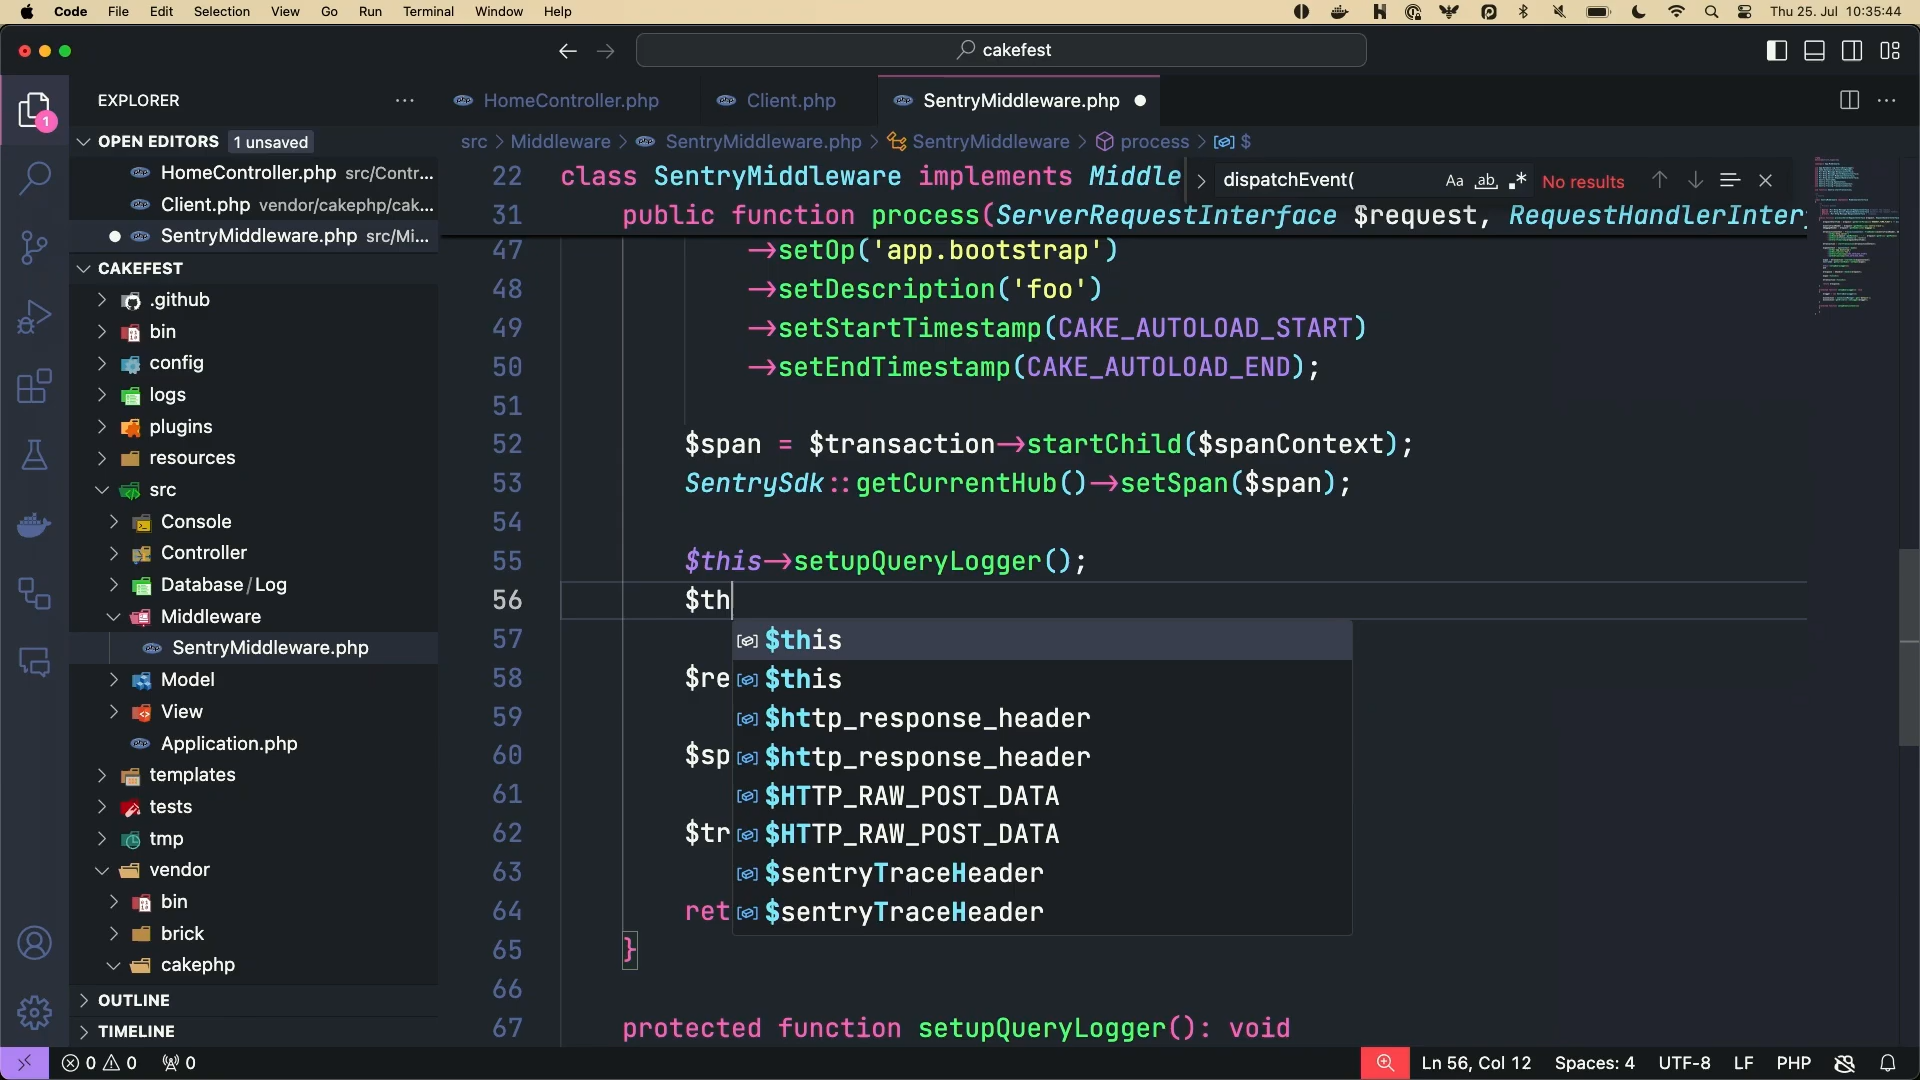 Code File Edit Selection View Go Run Terminal Window Help Thu 25. Jul 10:35:44
cakefest
EXPLORER
HomeController.php Client.php SentryMiddleware.php
OPEN EDITORS 1 unsaved
HomeController.php src/Contr...
Client.php vendor/cakephp/cak...
SentryMiddleware.php src/Mi...
CAKEFEST
.github
bin
config
logs
plugins
resources
src
Console
Controller
Database/Log
Middleware
SentryMiddleware.php
Model
View
Application.php
templates
tests
tmp
vendor
bin
brick
cakephp
OUTLINE
TIMELINE
src > Middleware > SentryMiddleware.php > SentryMiddleware > process > $
dispatchEvent( Aa ab .* No results
22 class SentryMiddleware implements Middle
31 public function process(ServerRequestInterface $request, RequestHandlerInter
47 →setOp('app.bootstrap')
48 →setDescription('foo')
49 →setStartTimestamp(CAKE_AUTOLOAD_START)
50 →setEndTimestamp(CAKE_AUTOLOAD_END);
51
52 $span = $transaction→startChild($spanContext);
53 SentrySdk::getCurrentHub()→setSpan($span);
54
55 $this→setupQueryLogger();
56 $th
57 $this
$this
58 $re
$http_response_header
59
60 $sp $http_response_header
61 $HTTP_RAW_POST_DATA
62 $tr $HTTP_RAW_POST_DATA
63 $sentryTraceHeader
64 ret $sentryTraceHeader
65 }
66
67 protected function setupQueryLogger(): void
0 0 0 Ln 56, Col 12 Spaces: 4 UTF-8 LF PHP
1